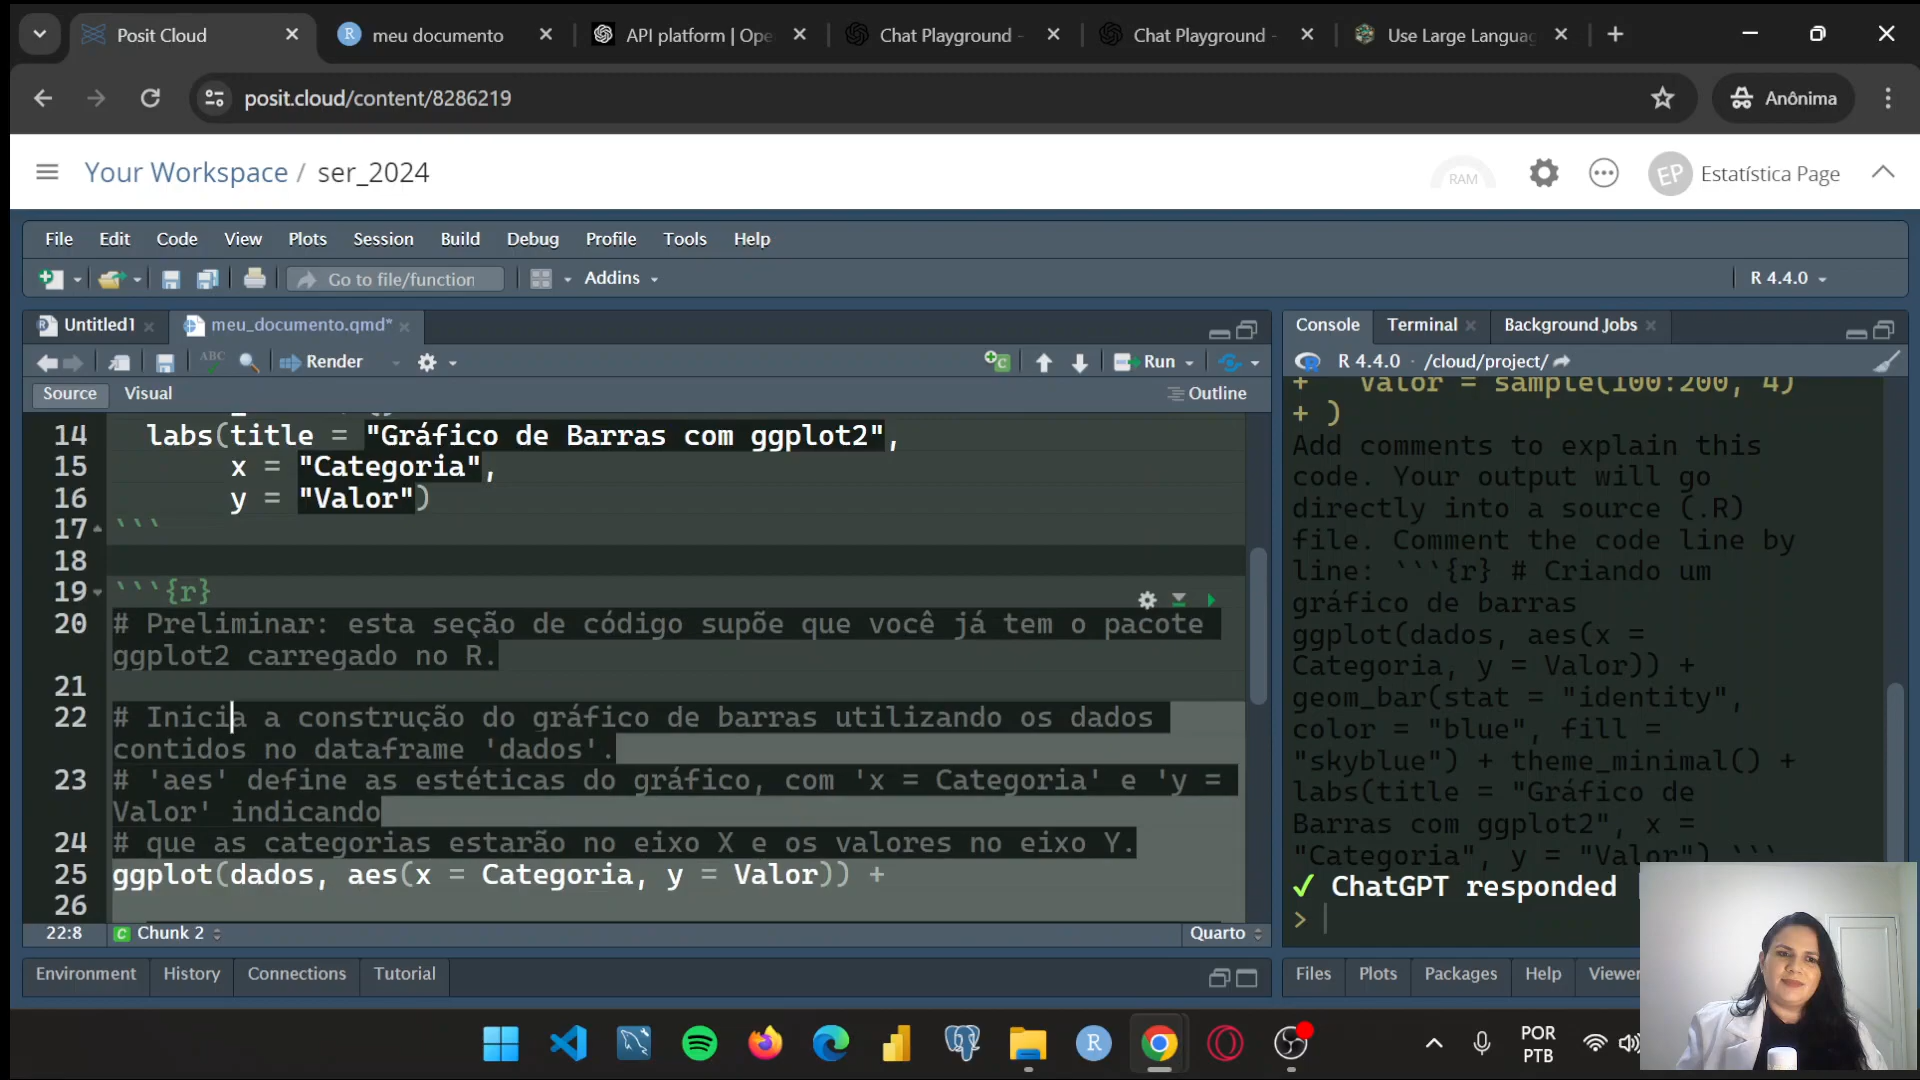 Posit Cloud
meu documento
API platform | Ope
Chat Playground -
Chat Playground -
Use Large Languag
posit.cloud/content/8286219
Anônima
Your Workspace / ser_2024
RAM
EP
Estatística Page
File Edit Code View Plots Session Build Debug Profile Tools Help
Go to file/function
Addins
R 4.4.0
Untitled1
meu_documento.qmd*
ABC
Render
Run
Source
Visual
Outline
14 labs(title = "Gráfico de Barras com ggplot2",
15 x = "Categoria",
16 y = "Valor")
17 ```
18
19 ```{r}
20 # Preliminar: esta seção de código supõe que você já tem o pacote
ggplot2 carregado no R.
21
22 # Inicia a construção do gráfico de barras utilizando os dados
contidos no dataframe 'dados'.
23 # 'aes' define as estéticas do gráfico, com 'x = Categoria' e 'y =
Valor' indicando
24 # que as categorias estarão no eixo X e os valores no eixo Y.
25 ggplot(dados, aes(x = Categoria, y = Valor)) +
26
22:8
C Chunk 2
Quarto
Environment History Connections Tutorial
Console Terminal Background Jobs
R 4.4.0 · /cloud/project/
+ Valor = sample(100:200, 4)
+ )
Add comments to explain this
code. Your output will go
directly into a source (.R)
file. Comment the code line by
line: ```{r} # Criando um
gráfico de barras
ggplot(dados, aes(x =
Categoria, y = Valor)) +
geom_bar(stat = "identity",
color = "blue", fill =
"skyblue") + theme_minimal() +
labs(title = "Gráfico de
Barras com ggplot2", x =
"Categoria", y = "Valor") ```
✓ ChatGPT responded
>
Files Plots Packages Help Viewer
R
POR
PTB